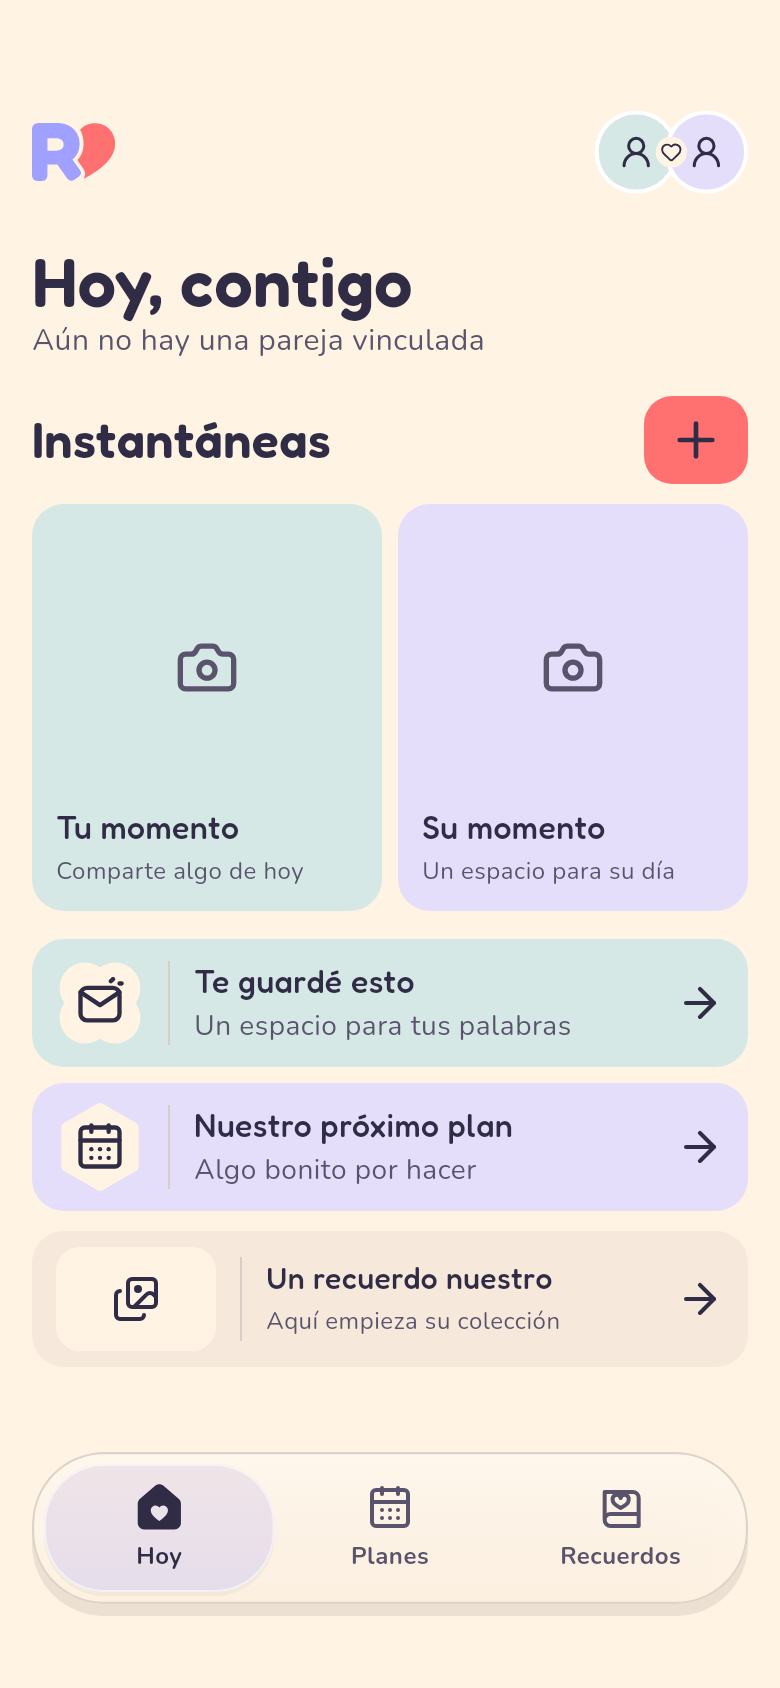 R
Hoy, contigo
Aún no hay una pareja vinculada
Instantáneas
Tu momento
Comparte algo de hoy
Su momento
Un espacio para su día
Te guardé esto
Un espacio para tus palabras
Nuestro próximo plan
Algo bonito por hacer
Un recuerdo nuestro
Aquí empieza su colección
Hoy
Planes
Recuerdos